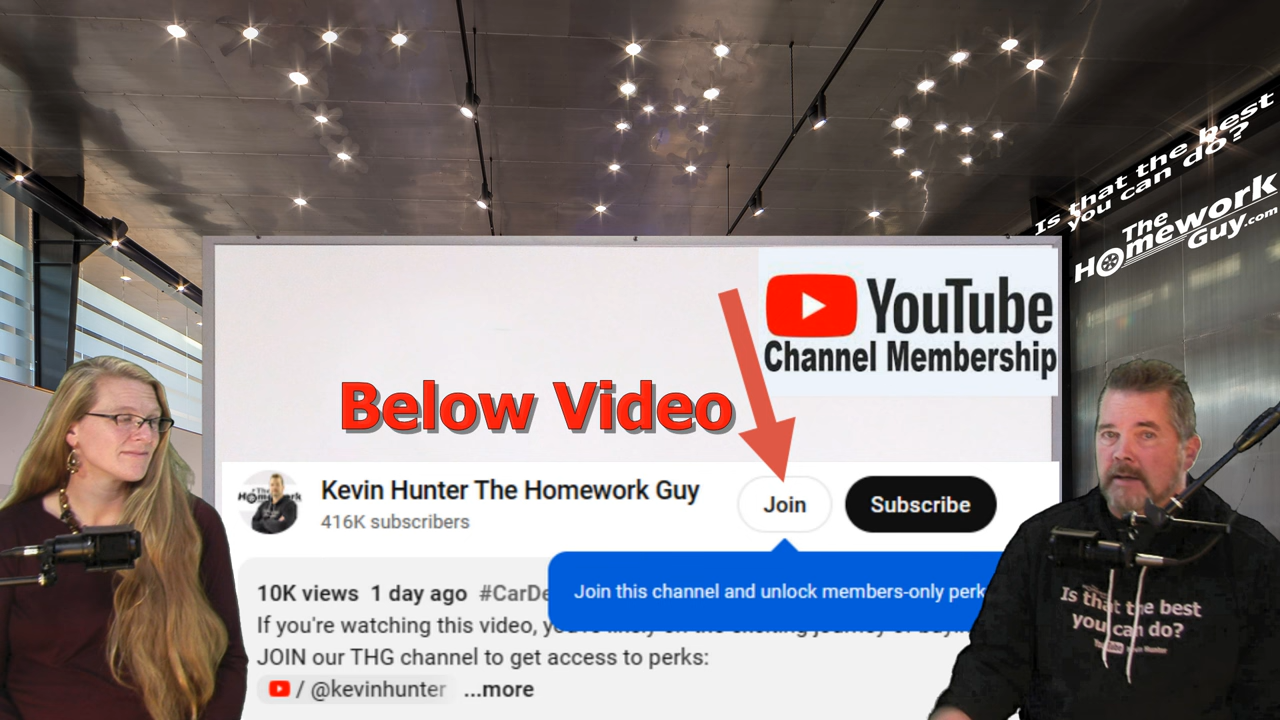 Is that the best
you can do?
The
Homework
Guy.com
YouTube
Channel Membership
Below Video
Kevin Hunter The Homework Guy
416K subscribers
Join
Subscribe
10K views 1 day ago #CarDe
Join this channel and unlock members-only perk
If you're watching this video,
JOIN our THG channel to get access to perks:
/ @kevinhunter ...more
Is that the best
you can do?
Kevin Hunter